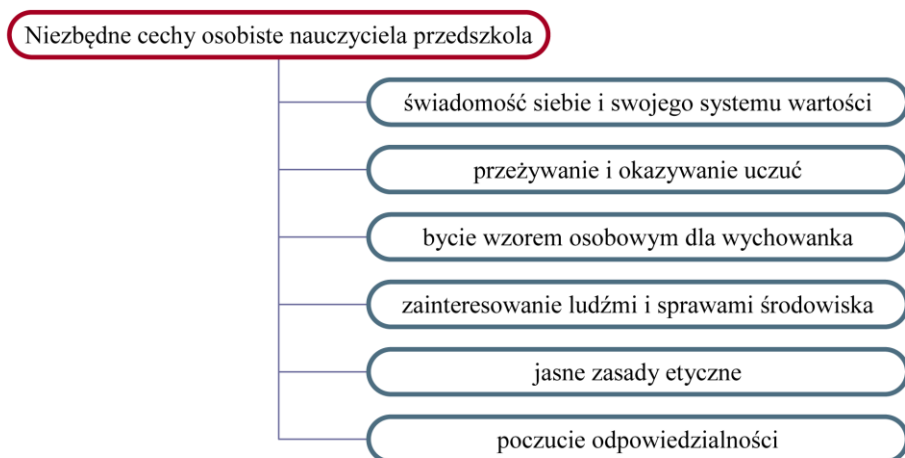 Niezbędne cechy osobiste nauczyciela przedszkola
świadomość siebie i swojego systemu wartości
przeżywanie i okazywanie uczuć
bycie wzorem osobowym dla wychowanka
zainteresowanie ludźmi i sprawami środowiska
jasne zasady etyczne
poczucie odpowiedzialności